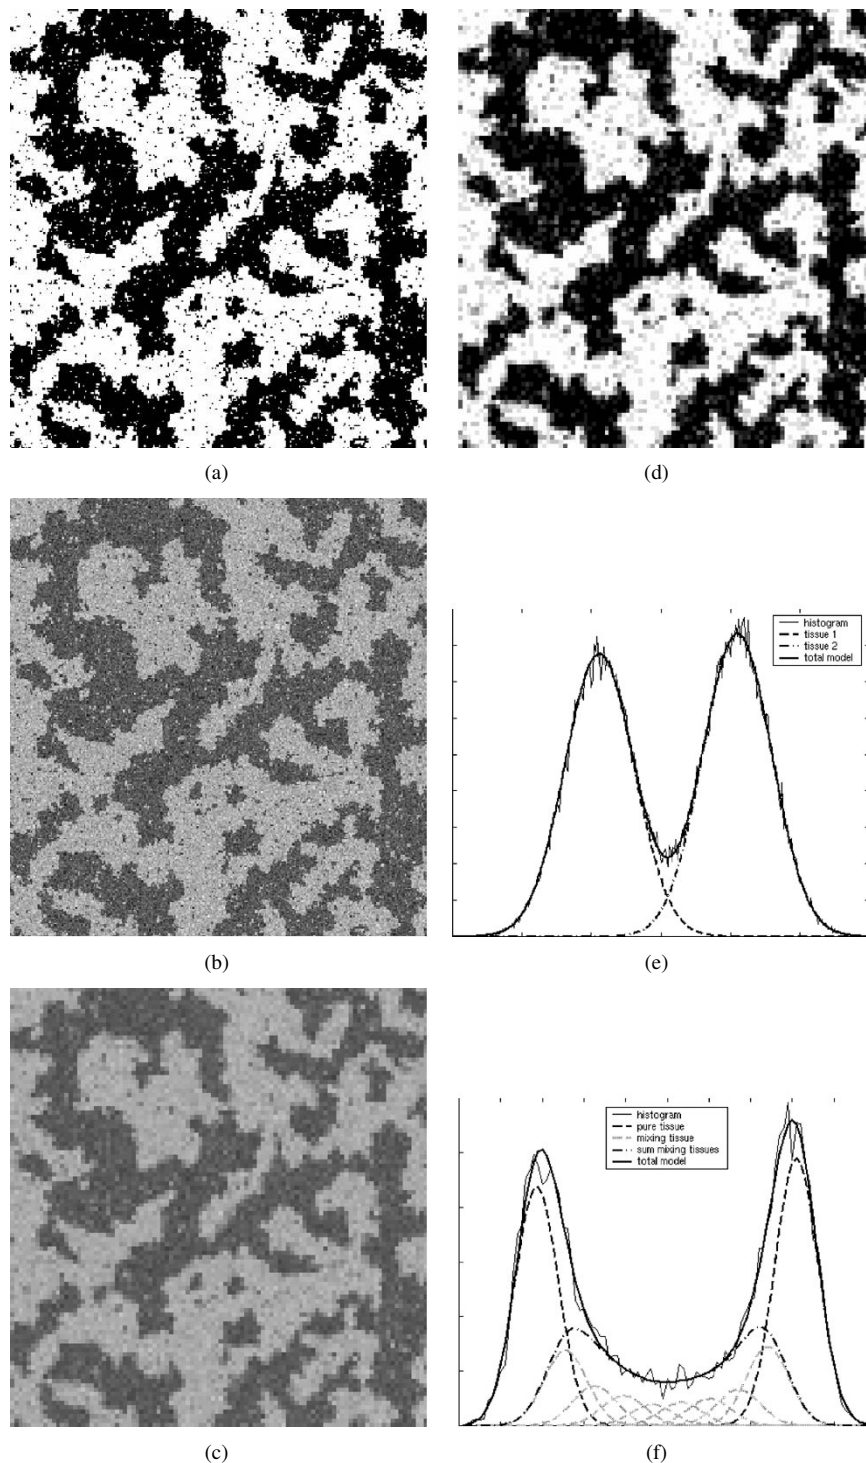 (a)
(d)
histogram
tissue 1
tissue 2
total model
(b)
(e)
histogram
pure tissue
mixing tissue
sum mixing tissues
total model
(c)
(f)